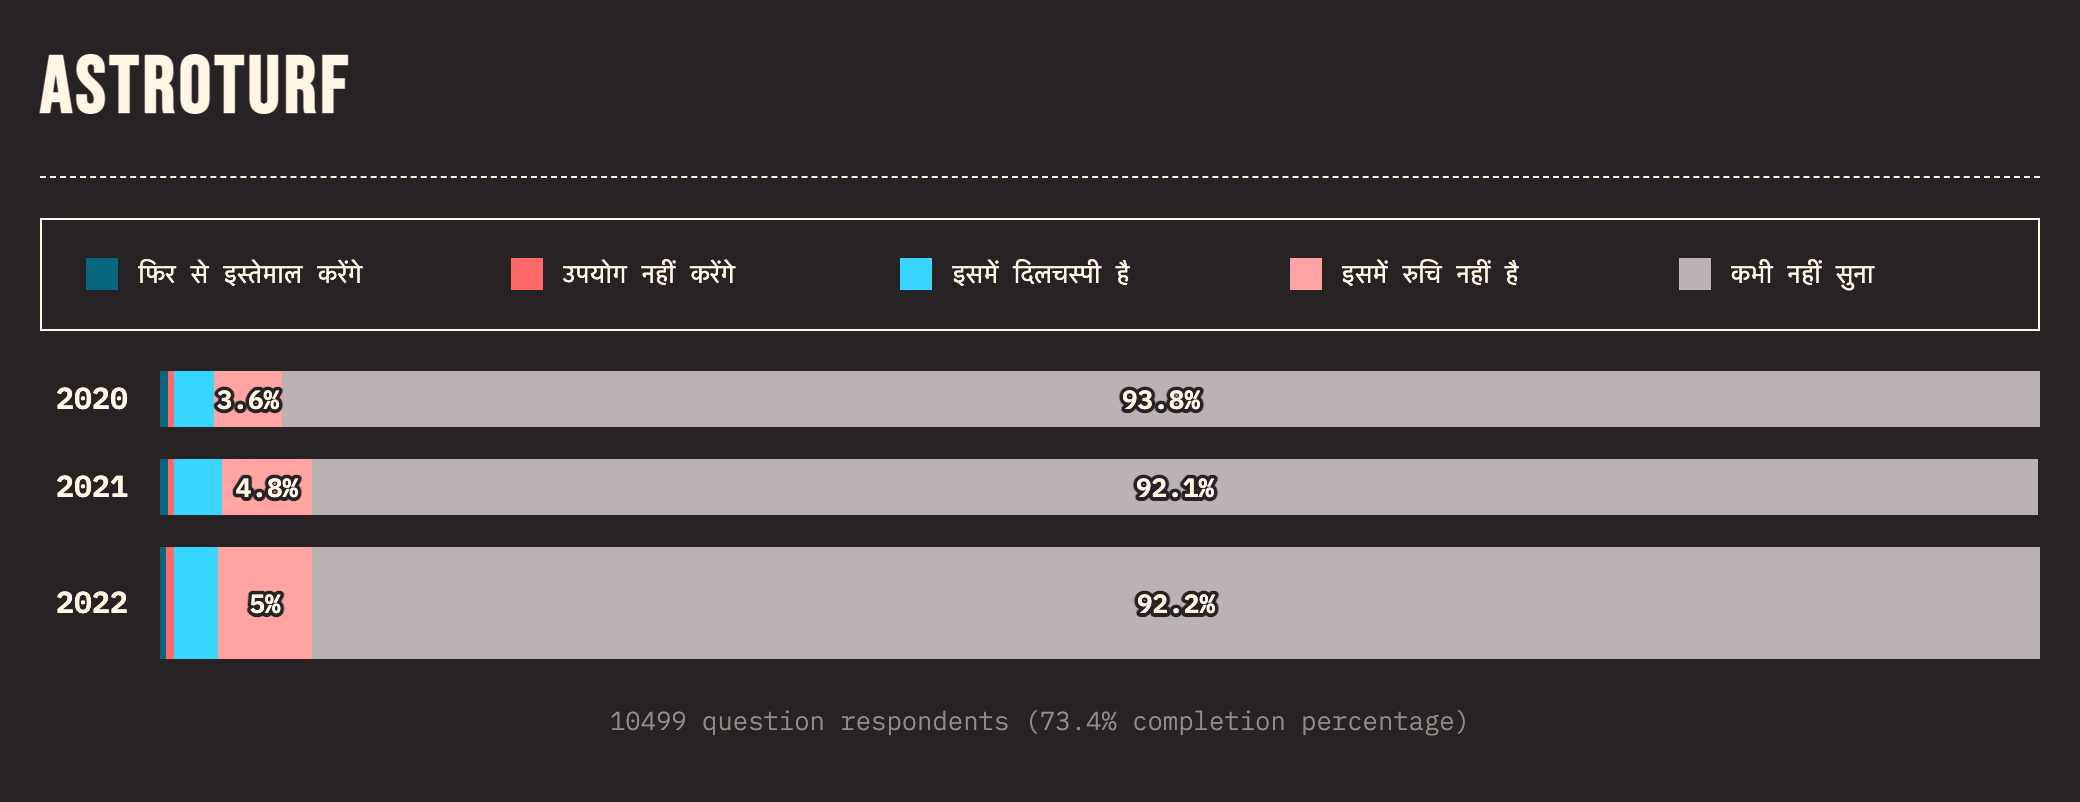 ASTROTURF
फिर से इस्तेमाल करेंगे उपयोग नहीं करेंगे इसमें दिलचस्पी है इसमें रुचि नहीं है कभी नहीं सुना
2020 3.6% 93.8%
2021 4.8% 92.1%
2022 5% 92.2%
10499 question respondents (73.4% completion percentage)